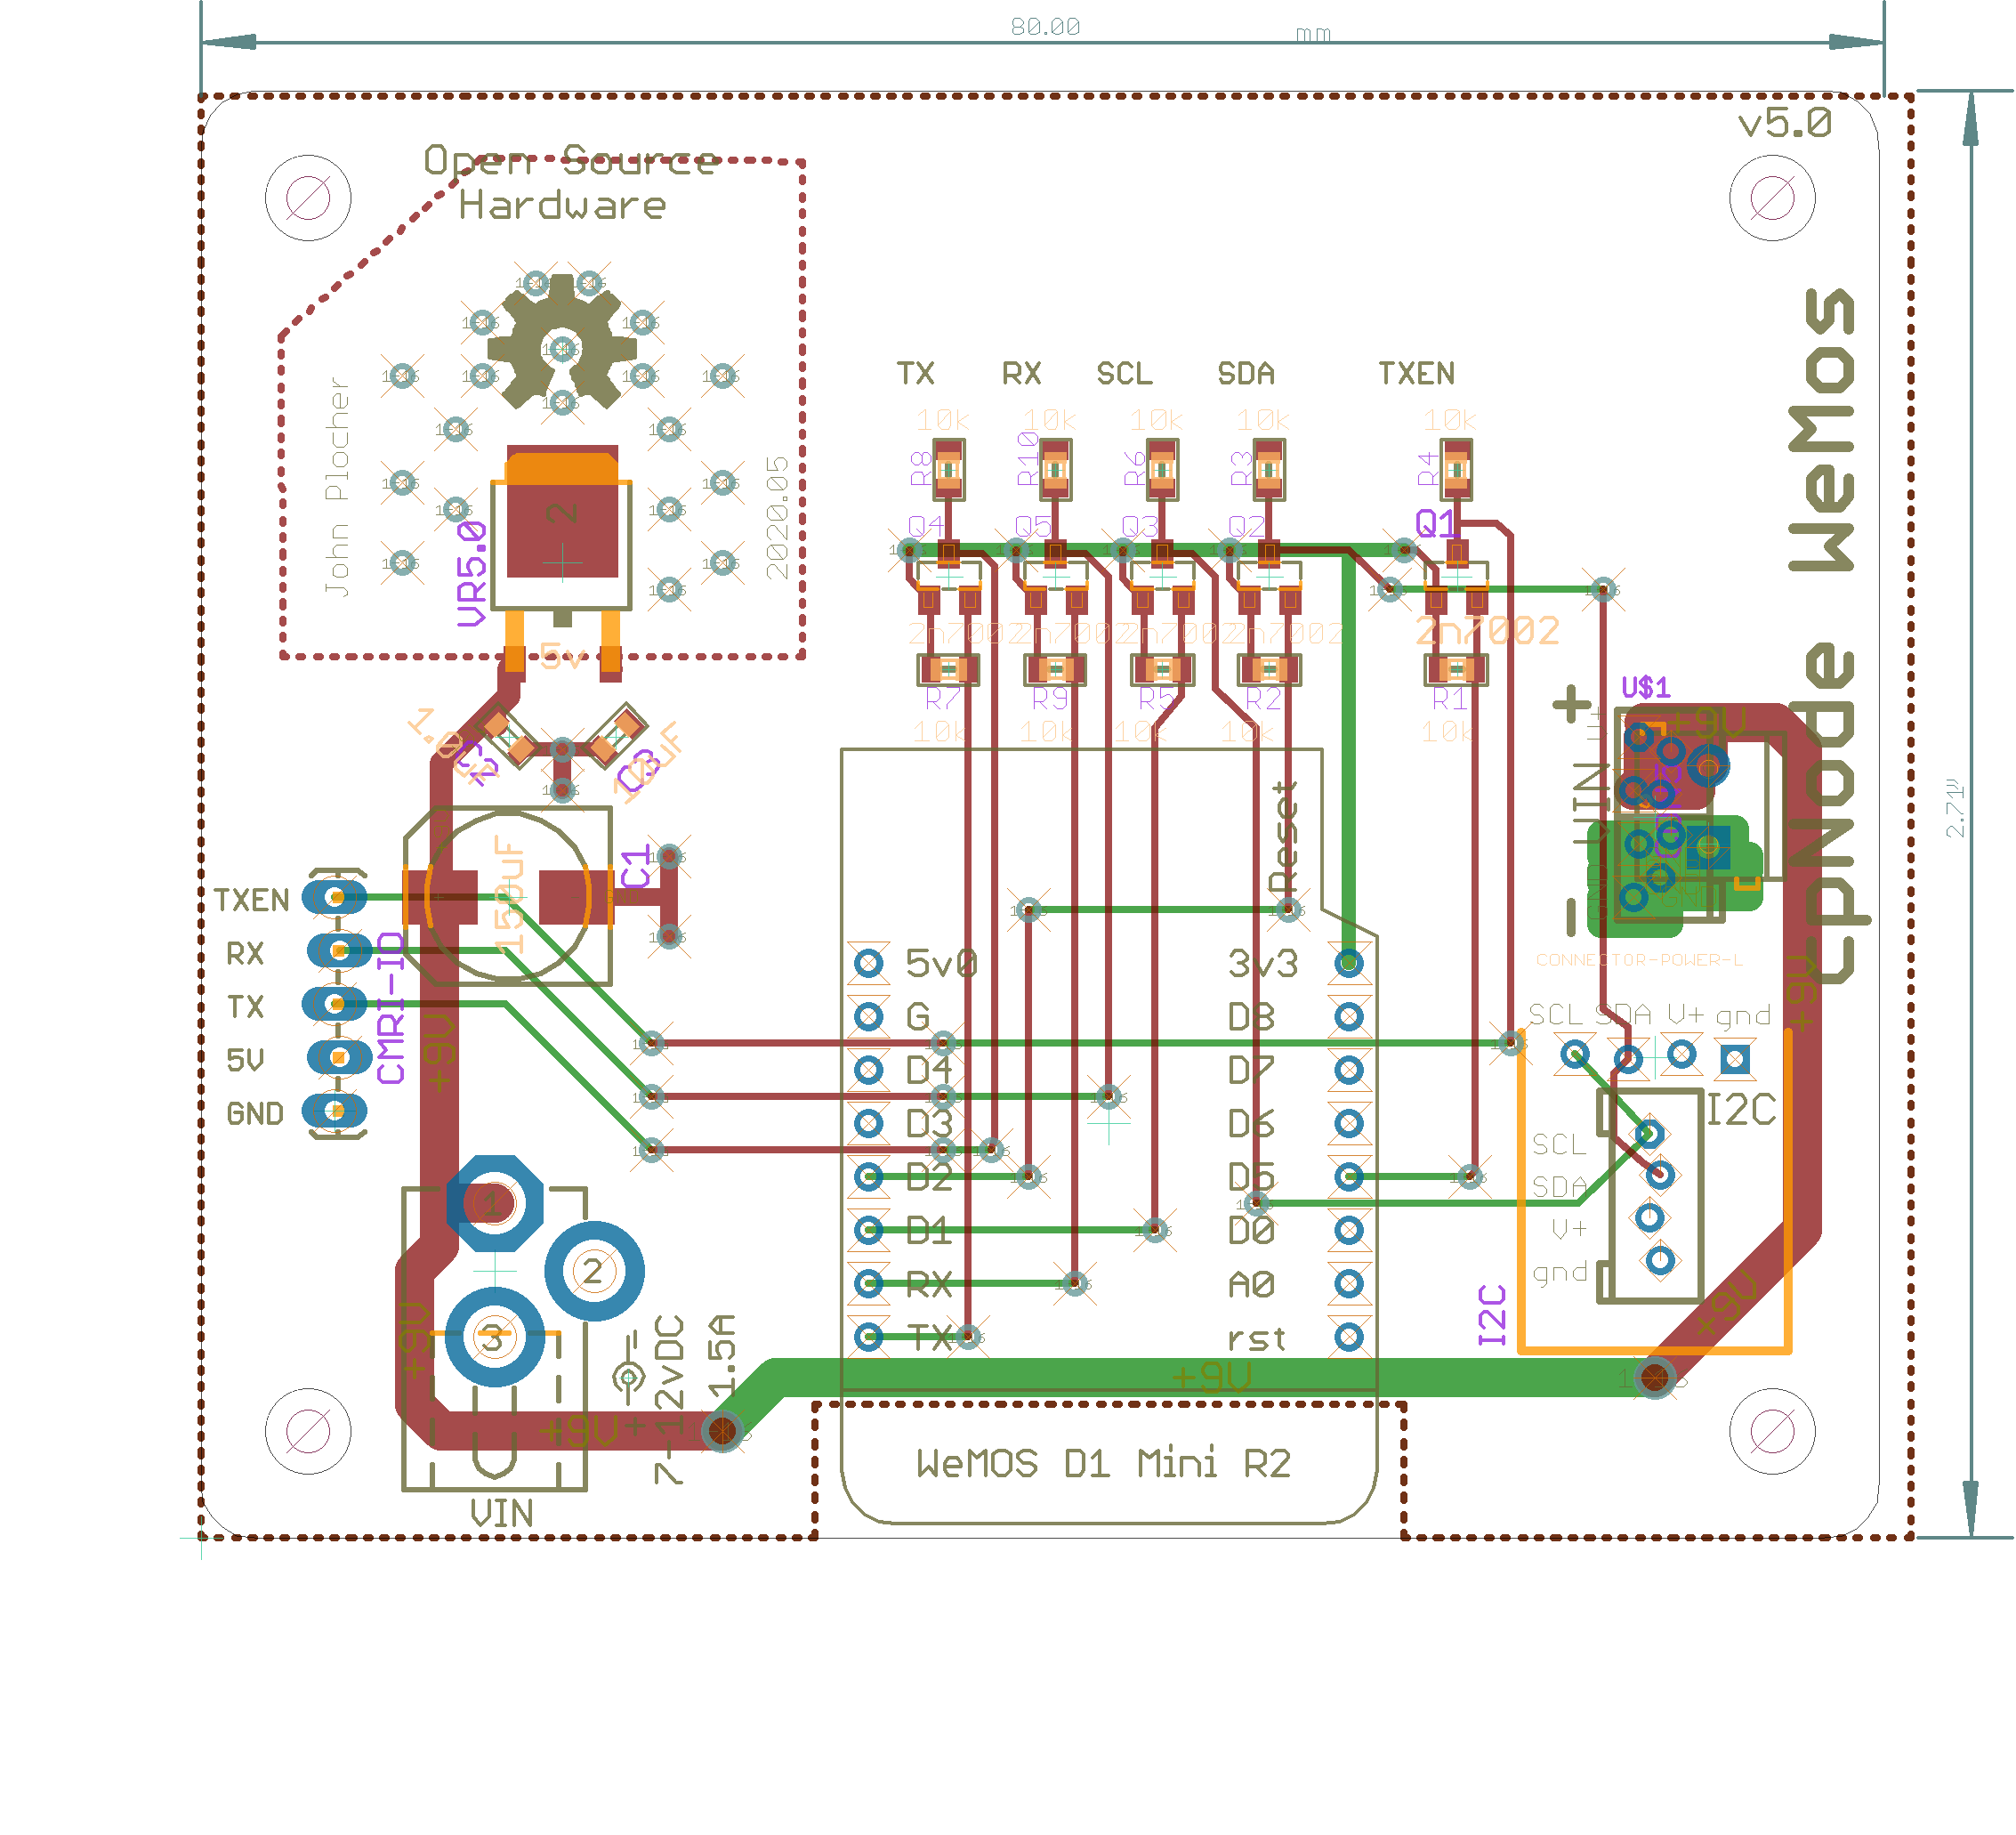 80.00 mm
v5.0
Open Source
Hardware
TX RX SCL SDA TXEN
10k 10k 10k 10k 10k
R8 R10 R6 R3 R4
Q4 Q5 Q3 Q2 Q1
2n7002 2n7002 2n7002 2n7002 2n7002
R7 R9 R5 R2 R1
10k 10k 10k 10k 10k
John Plocher
2020.05
VR5.0
2
5v
1.0uF
C2
C3
10uF
C1
150uF
TXEN
RX
TX
5V
GND
CMRI-IO
+9V
+9V
+9V
1
2
3
VIN
7-12vDC
1.5A
Reset
5v0 3v3
G D8
D4 D7
D3 D6
D2 D5
D1 D0
RX A0
TX rst
+9V
WeMOS D1 Mini R2
cpNode WeMos
U$1
+
VIN
-
+9V
CONNECTOR-POWER-L
SCL SDA V+ gnd
I2C
SCL
SDA
V+
gnd
I2C
+9V
+9V
2.71"